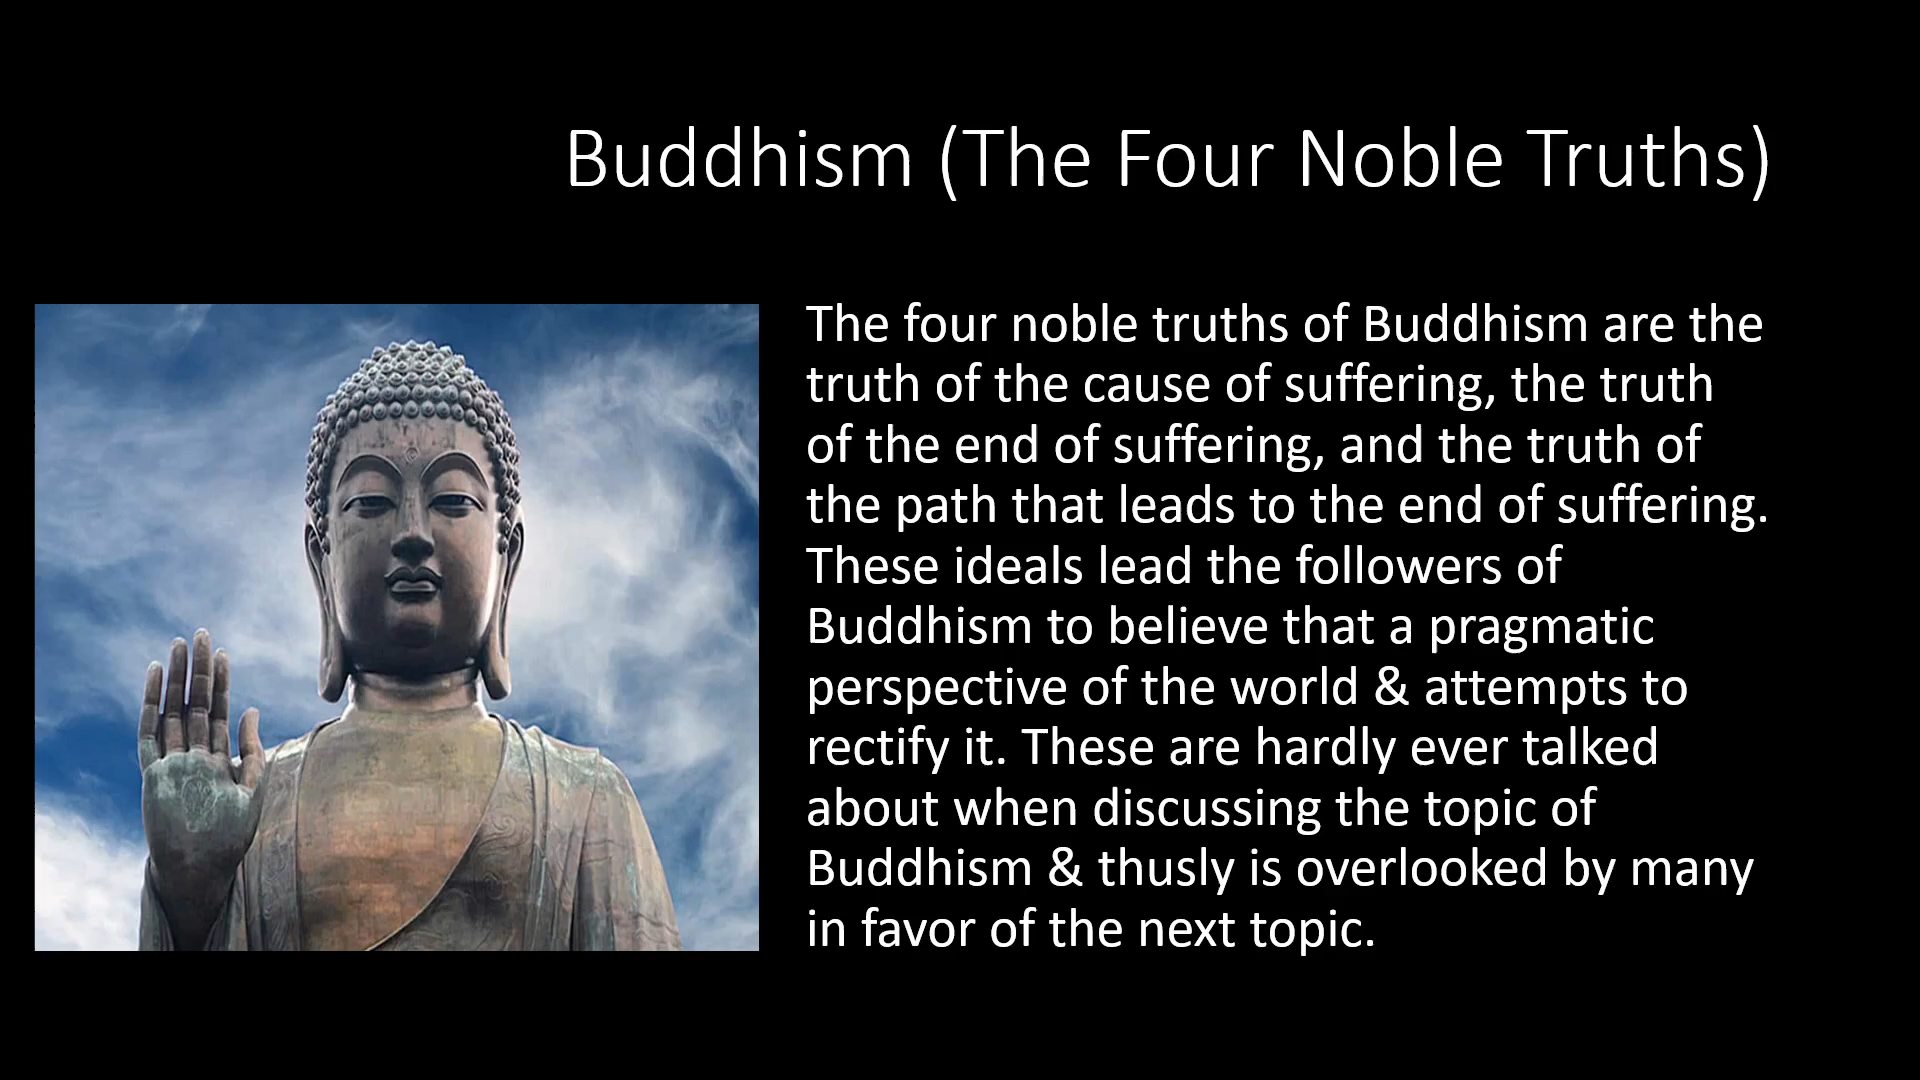 Buddhism (The Four Noble Truths)
The four noble truths of Buddhism are the
truth of the cause of suffering, the truth
of the end of suffering, and the truth of
the path that leads to the end of suffering.
These ideals lead the followers of
Buddhism to believe that a pragmatic
perspective of the world & attempts to
rectify it. These are hardly ever talked
about when discussing the topic of
Buddhism & thusly is overlooked by many
in favor of the next topic.